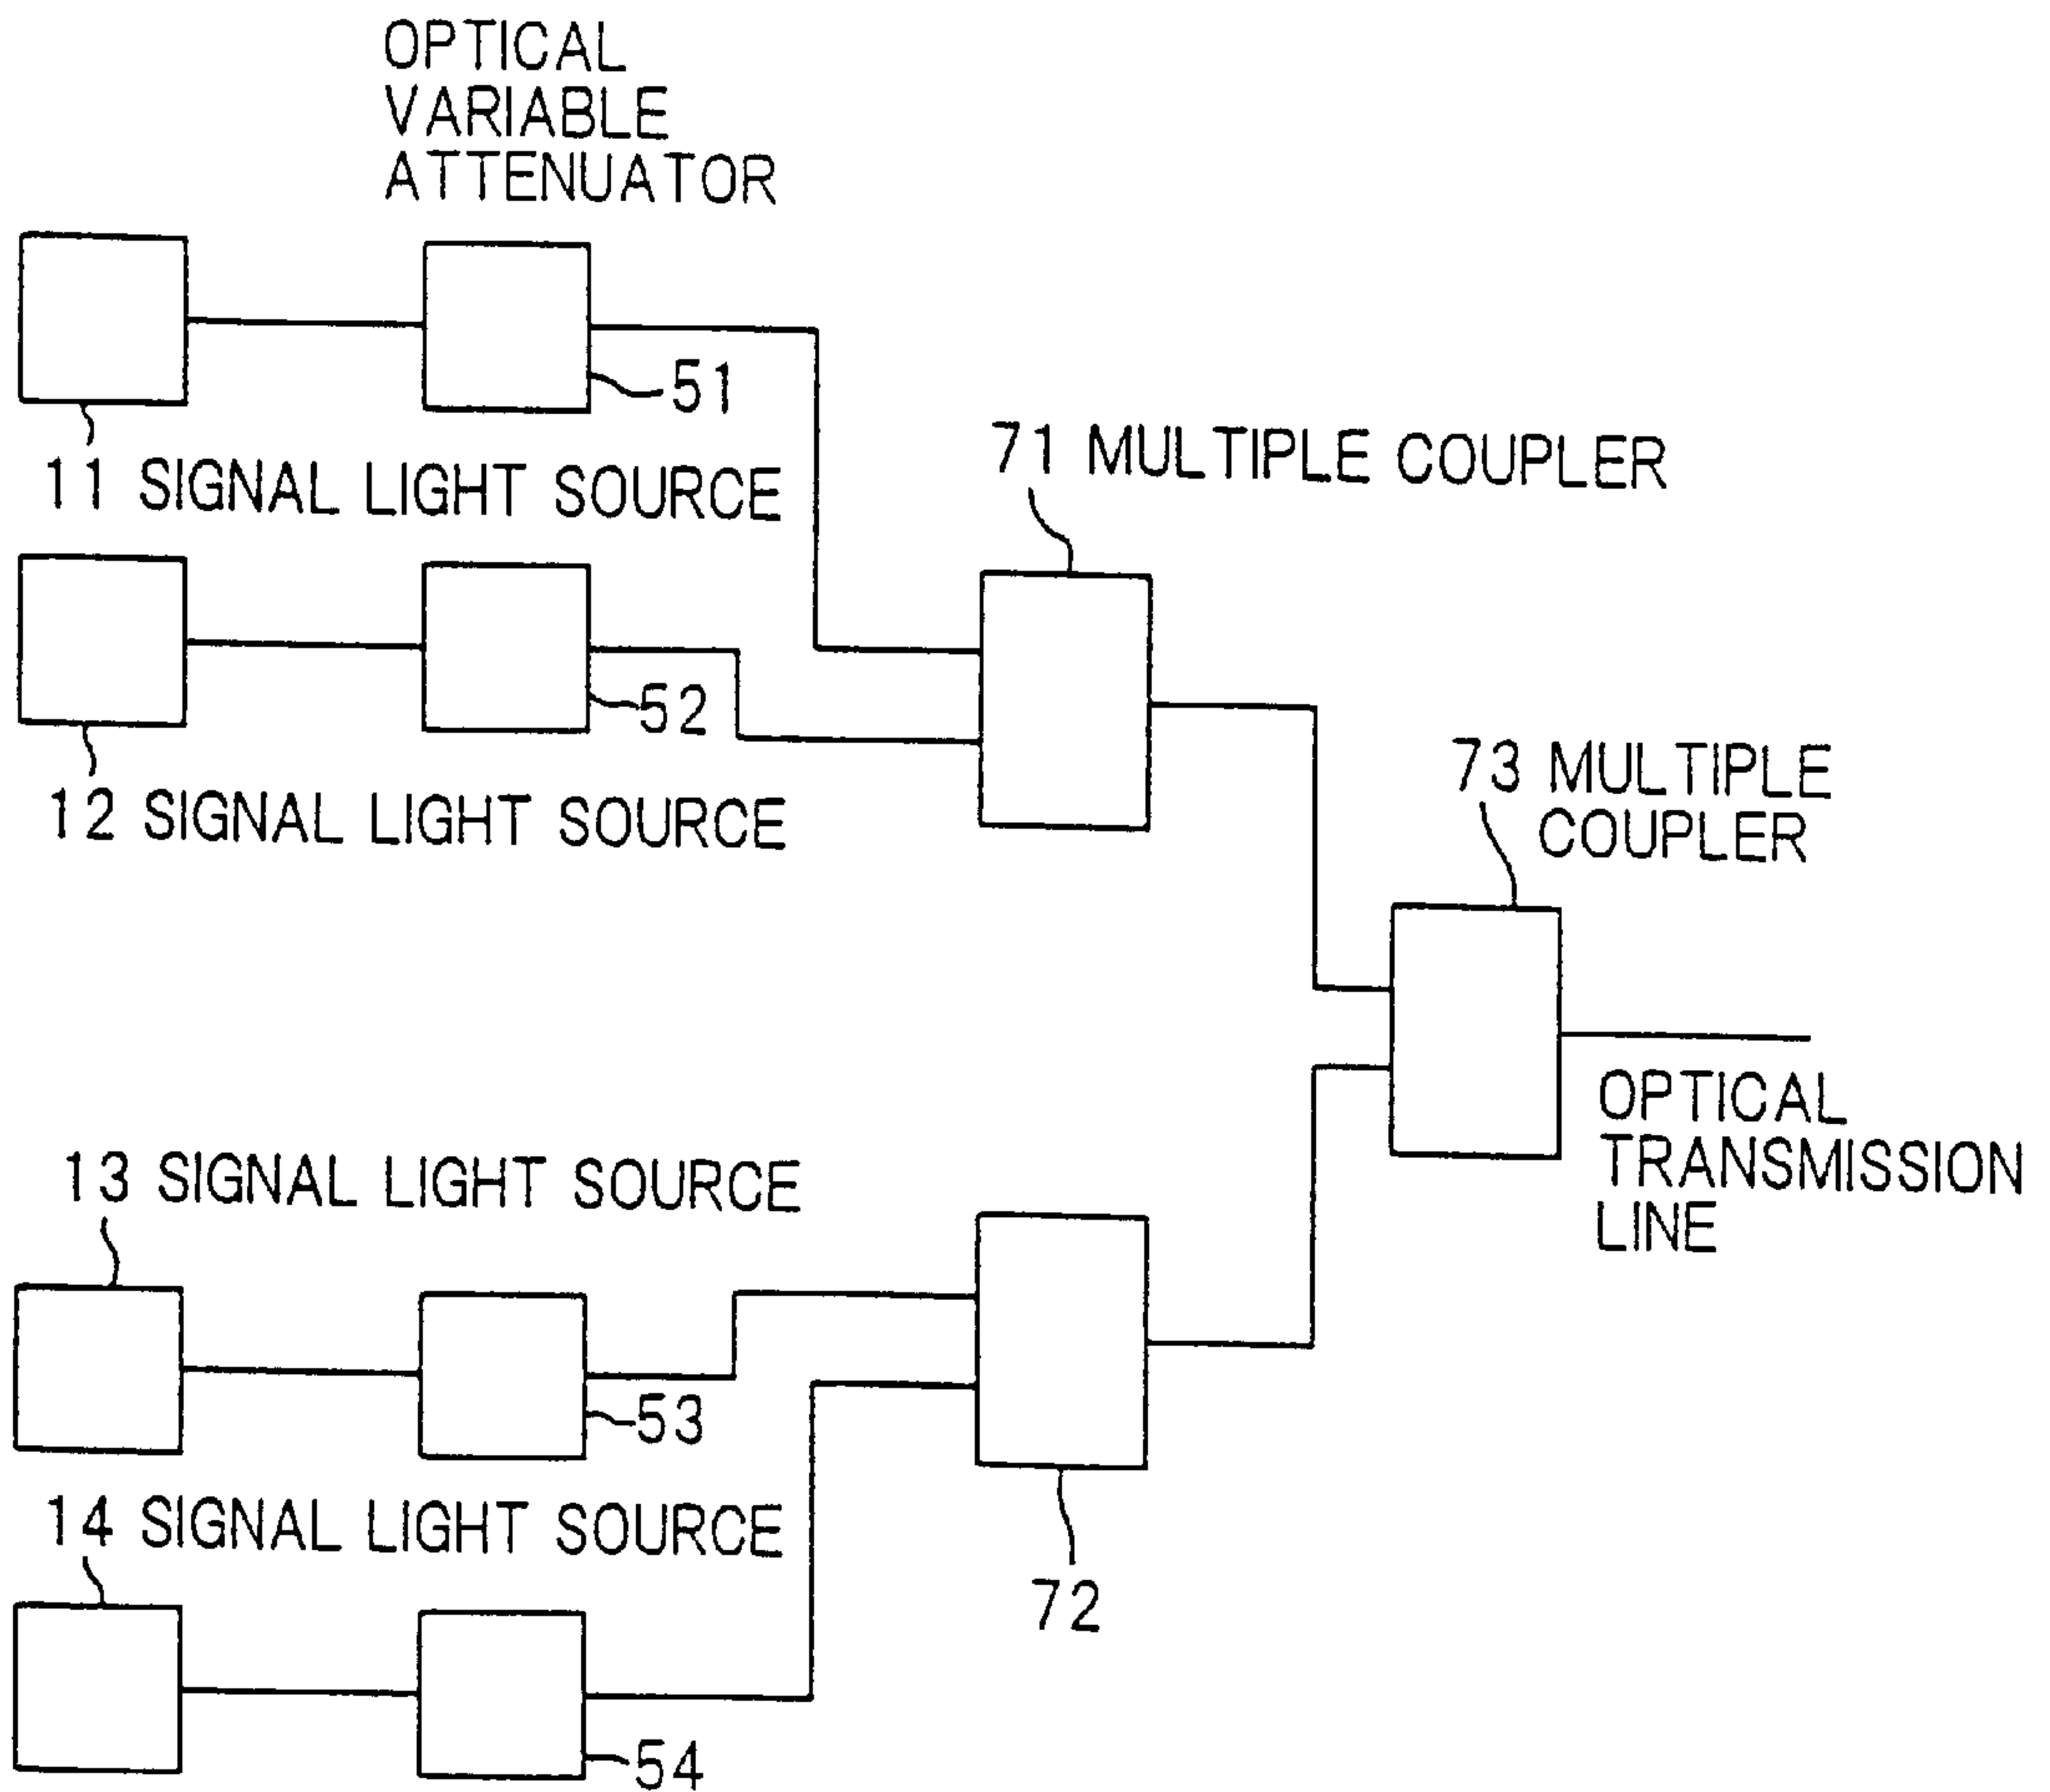 OPTICAL
VARIABLE
ATTENUATOR
51
11 SIGNAL LIGHT SOURCE
71 MULTIPLE COUPLER
52
12 SIGNAL LIGHT SOURCE
73 MULTIPLE
COUPLER
OPTICAL
TRANSMISSION
LINE
13 SIGNAL LIGHT SOURCE
53
14 SIGNAL LIGHT SOURCE
72
54